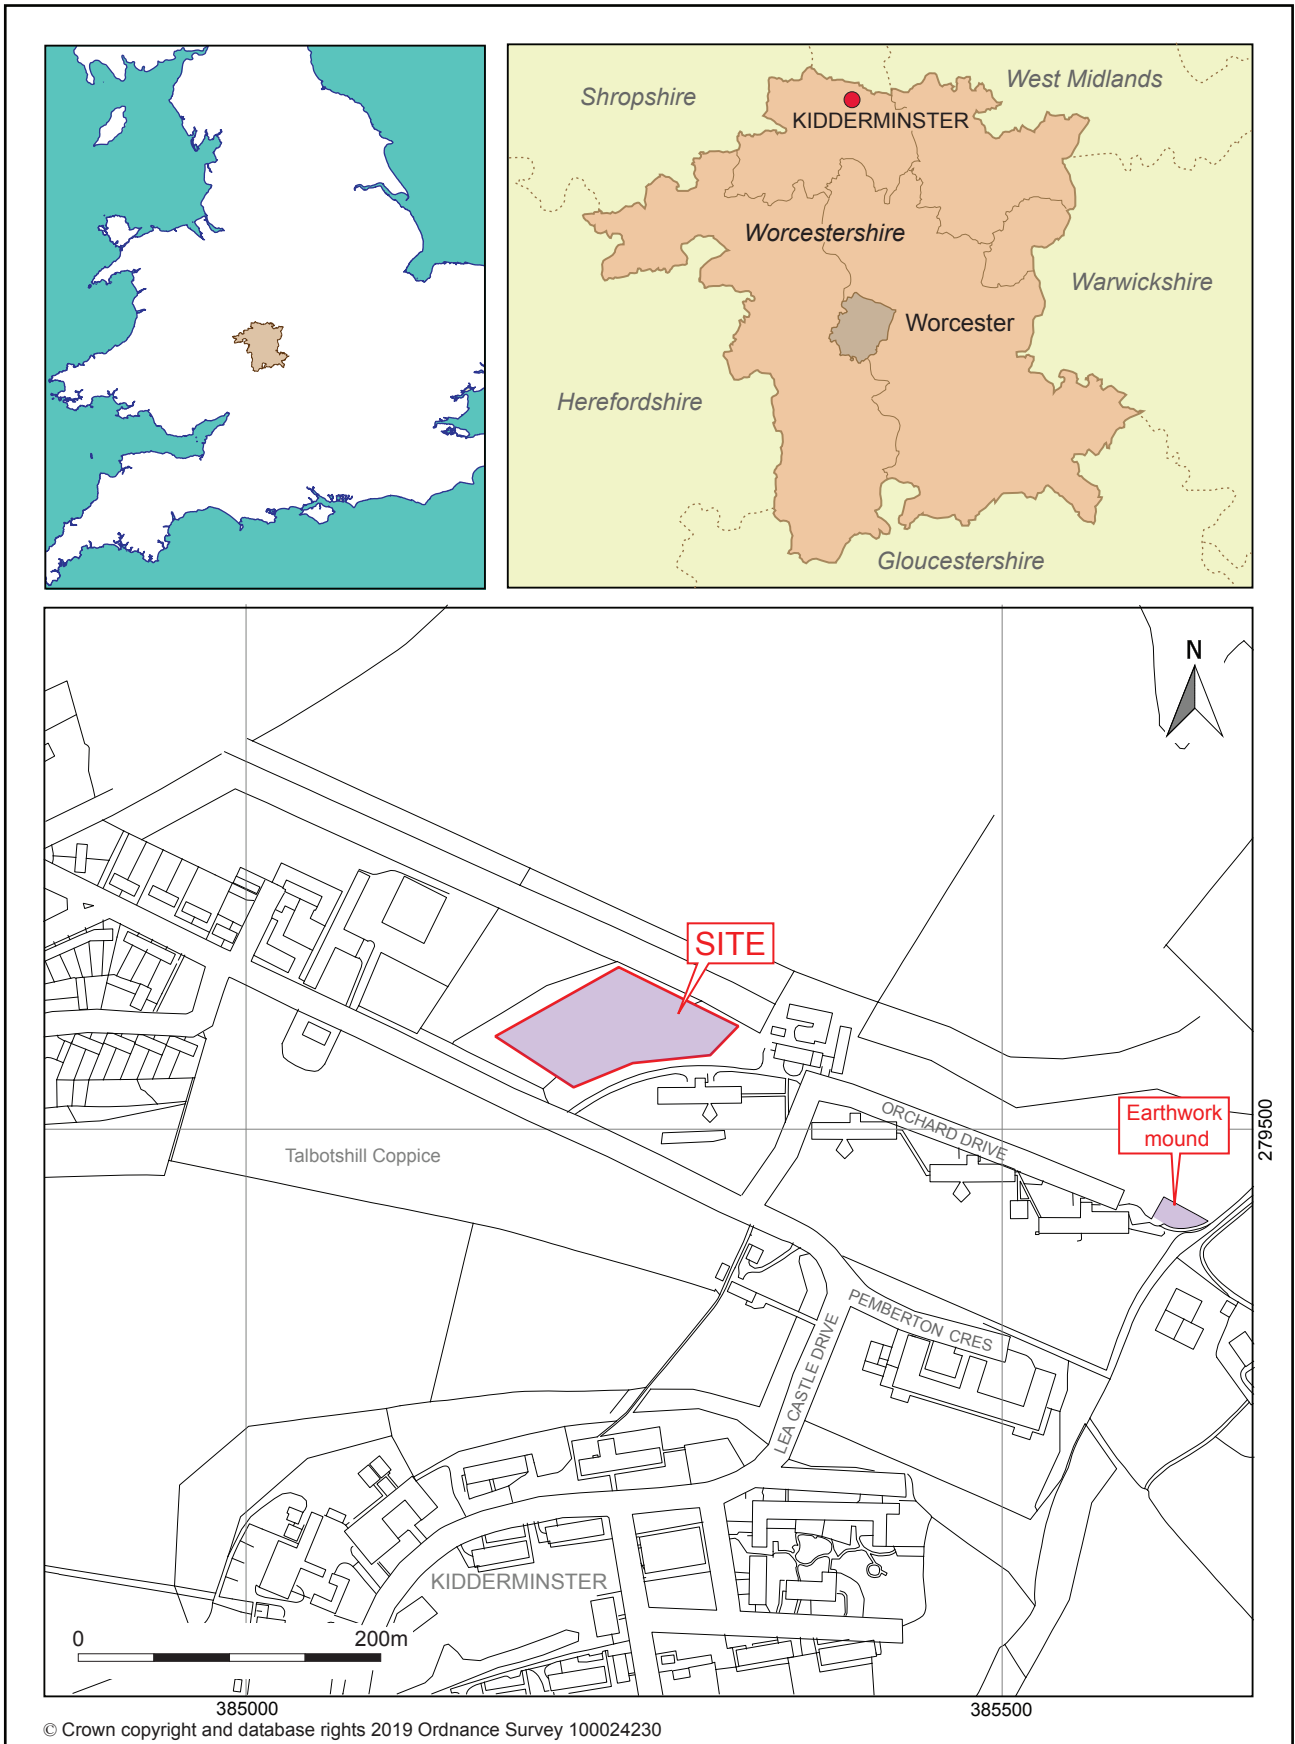 Shropshire
West Midlands
KIDDERMINSTER
Worcestershire
Warwickshire
Worcester
Herefordshire
Gloucestershire
N
SITE
ORCHARD DRIVE
Earthwork
mound
279500
Talbotshill Coppice
PEMBERTON CRES
LEA CASTLE DRIVE
KIDDERMINSTER
0 200m
385000 385500
© Crown copyright and database rights 2019 Ordnance Survey 100024230